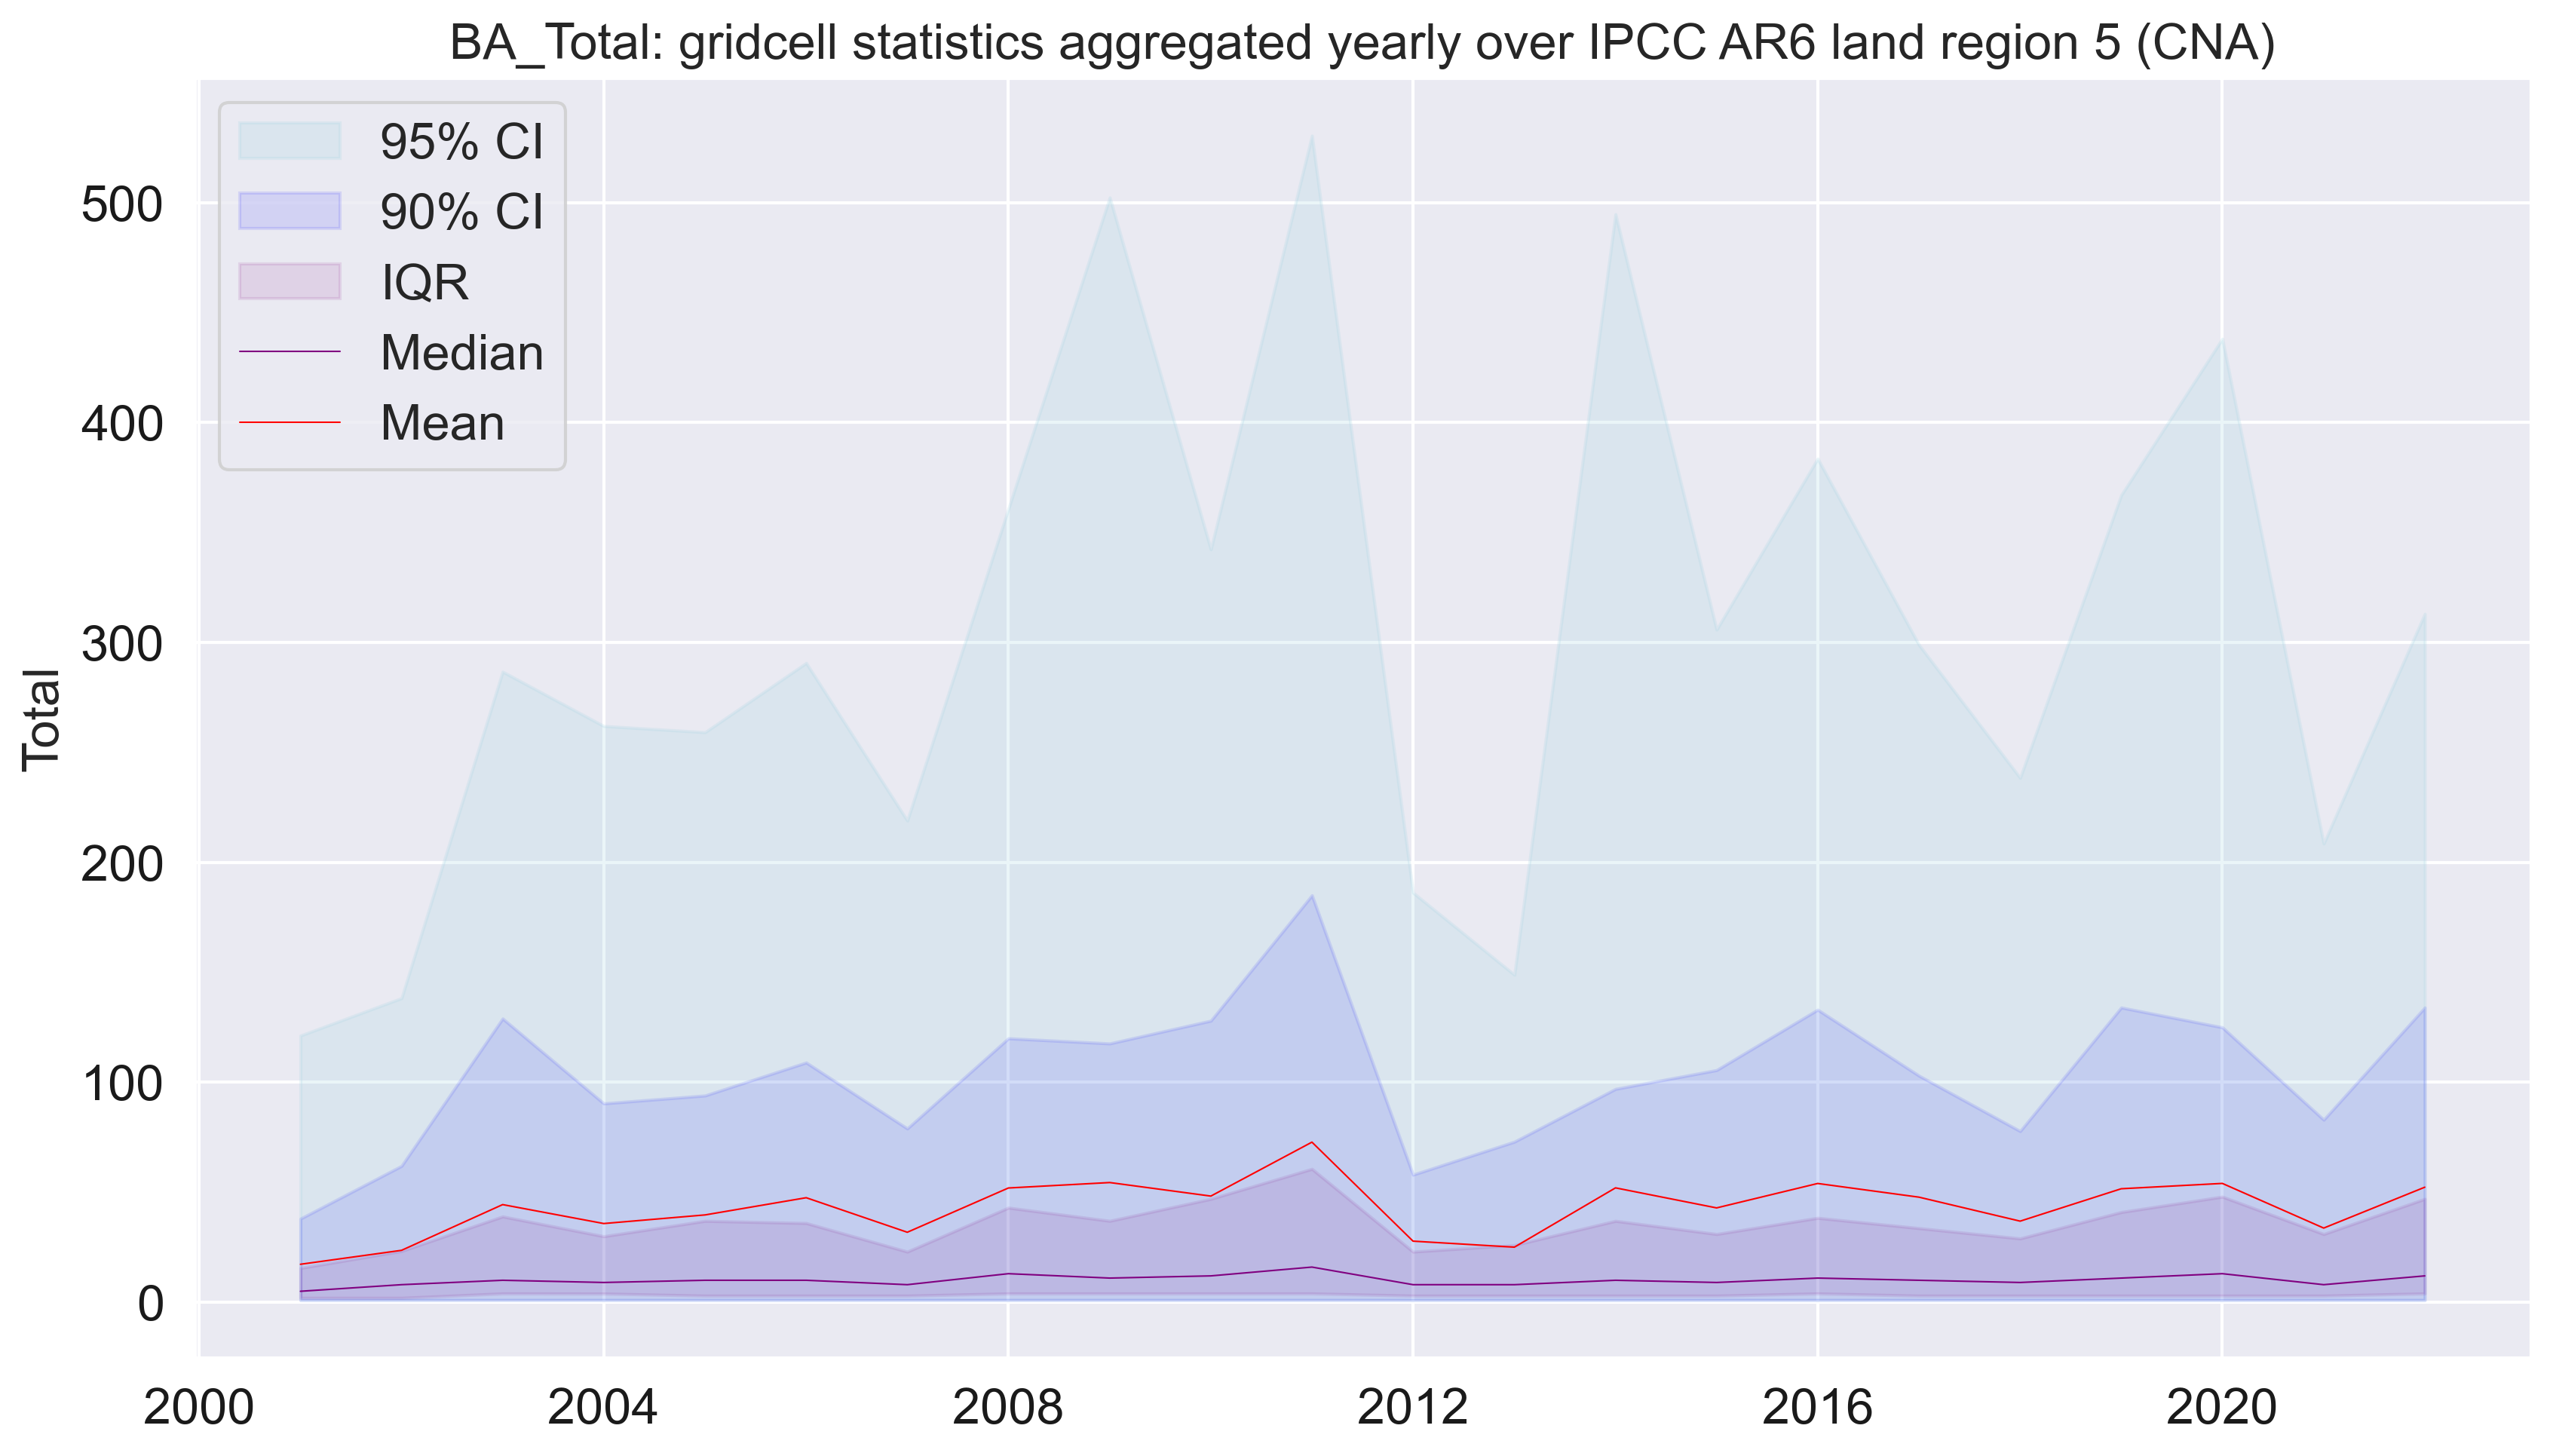 BA_Total: gridcell statistics aggregated yearly over IPCC AR6 land region 5 (CNA)
95% CI
90% CI
IQR
Median
Mean
Total
500
400
300
200
100
0
2000 2004 2008 2012 2016 2020